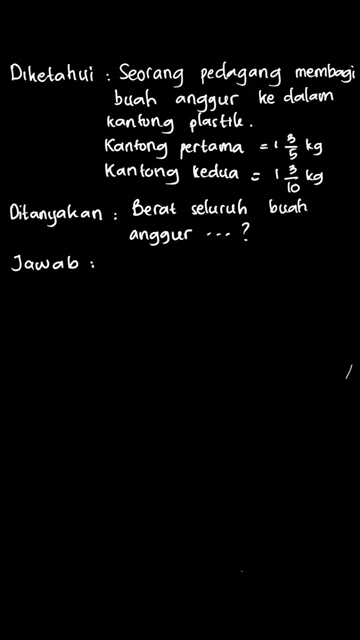 Diketahui : Seorang pedagang membagi
buah anggur ke dalam
kantong plastik.
Kantong pertama = 1 3/5 kg
Kantong kedua = 1 3/10 kg
Ditanyakan : Berat seluruh buah
anggur ... ?
Jawab :